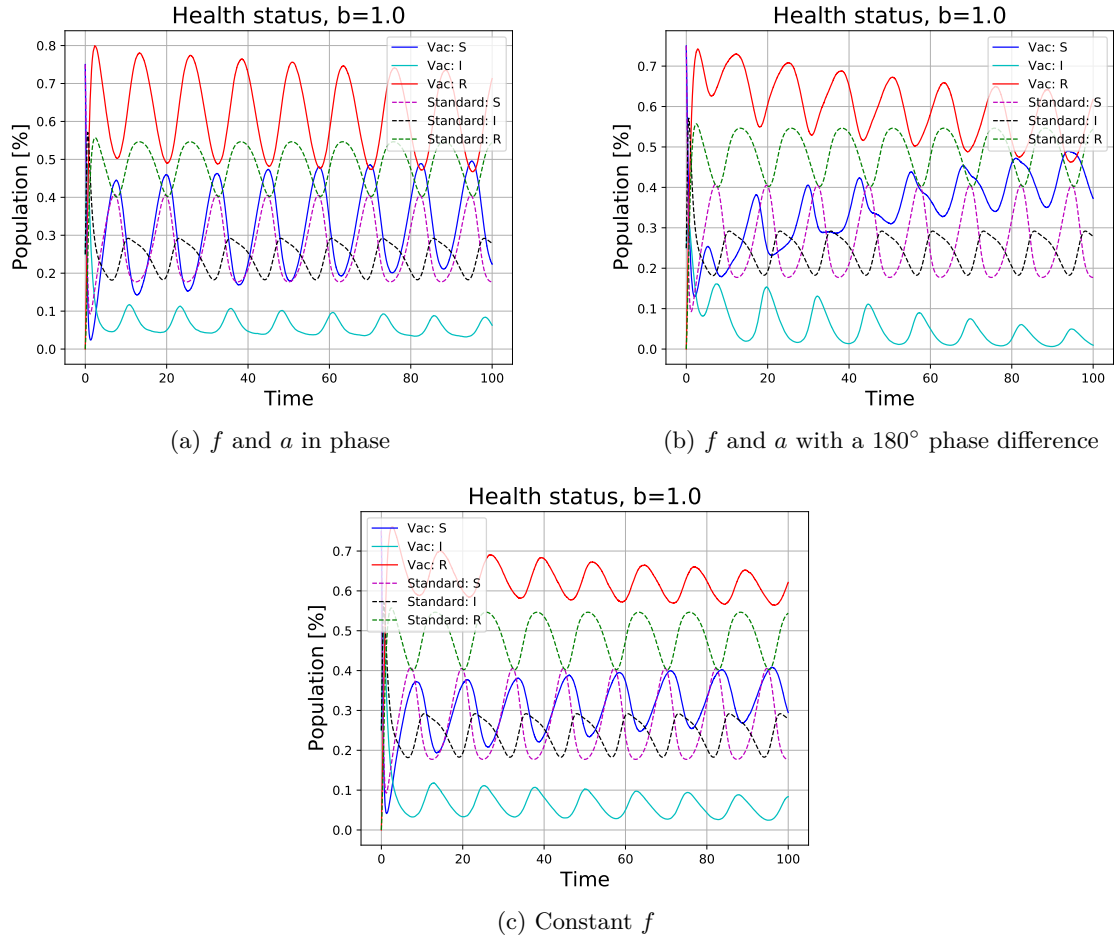 Health status, b=1.0
Population [%]
0.8
0.7
0.6
0.5
0.4
0.3
0.2
0.1
0.0
Vac: S
Vac: I
Vac: R
Standard: S
Standard: I
Standard: R
0 20 40 60 80 100
Time
(a) f and a in phase
Health status, b=1.0
Population [%]
0.7
0.6
0.5
0.4
0.3
0.2
0.1
0.0
Vac: S
Vac: I
Vac: R
Standard: S
Standard: I
Standard: R
0 20 40 60 80 100
Time
(b) f and a with a 180° phase difference
Health status, b=1.0
Population [%]
0.7
0.6
0.5
0.4
0.3
0.2
0.1
0.0
Vac: S
Vac: I
Vac: R
Standard: S
Standard: I
Standard: R
0 20 40 60 80 100
Time
(c) Constant f